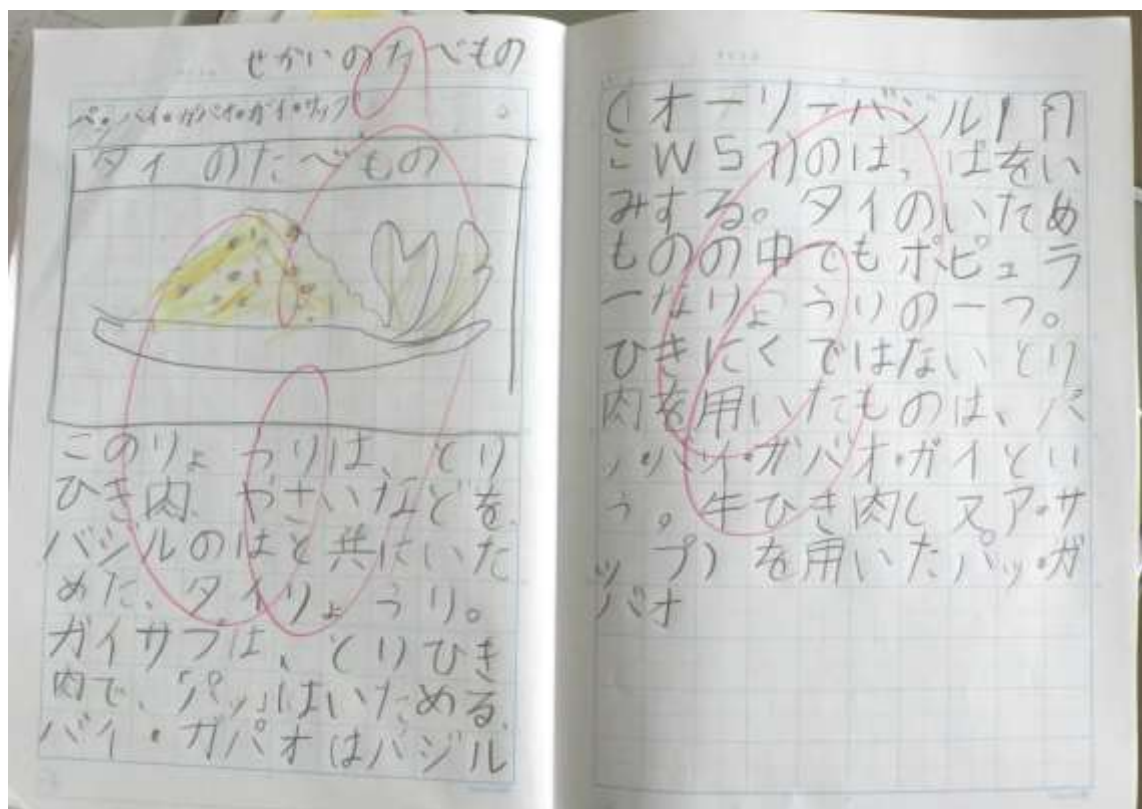 せかいのたべもの
パッ・バイ・ガパオ・ガイ・サップ
タイのたべもの
このりょうりは、とり
ひき肉、やさいなどを、
バジルのはと共にいた
めた、タイりょうり。
ガイサプは、とりひき
肉で、「パッ」はいためる、
バイ・ガパオはバジル
(オーリーバジル
のは、はをい
みする。タイのいため
ものの中でもポピュラ
ーなりょうりの一つ。
ひきにくではないとり
肉を用いたものは、パ
ッ・バイ・ガパオ・ガイとい
う。牛ひき肉(ヌア・サ
ップ)を用いたパッ・ガ
パオ